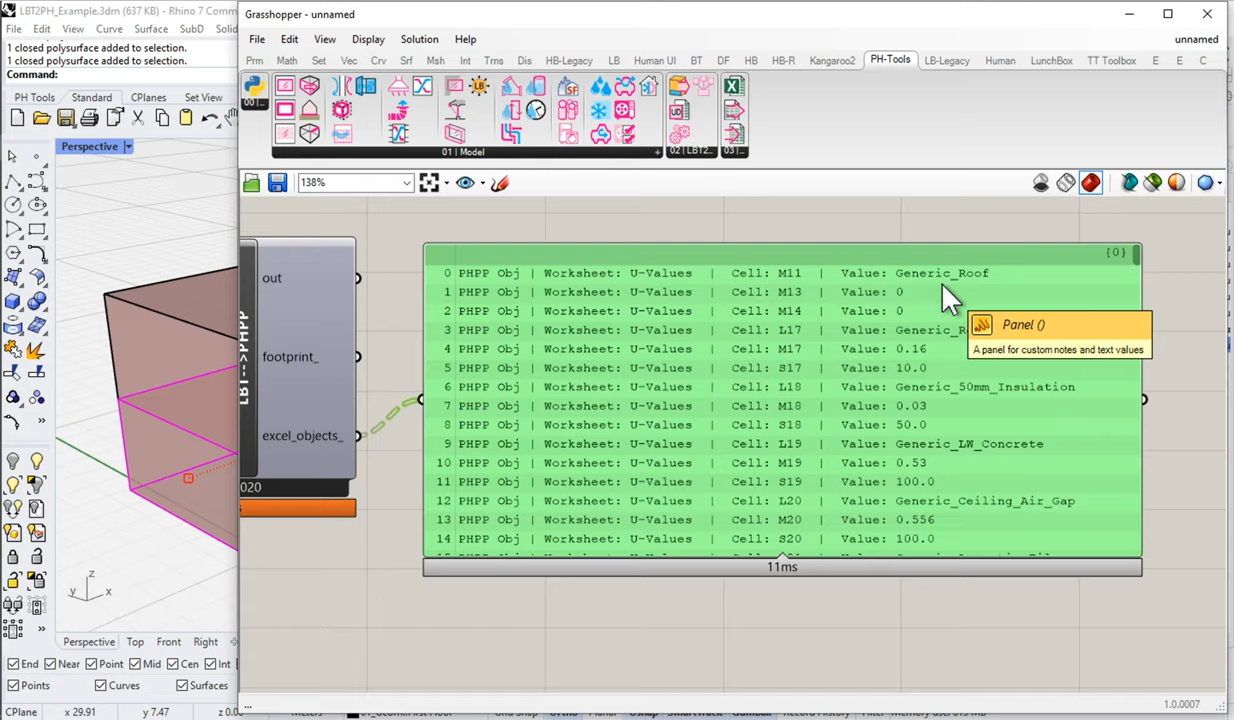 LBT2PH_Example.3dm (637 KB) - Rhino 7 Comm
File Edit View Curve Surface SubD Solid
1 closed polysurface added to selection.
1 closed polysurface added to selection.
Command:
PH Tools Standard CPlanes Set View
Perspective
Grasshopper - unnamed
File Edit View Display Solution Help unnamed
Prm Math Set Vec Crv Srf Msh Int Trns Dis HB-Legacy LB Human UI BT DF HB HB-R Kangaroo2 PH-Tools LB-Legacy Human LunchBox TT Toolbox E E C
00 |... 01 | Model 02 | LBT2... 03 |...
138%
out
footprint_
excel_objects_
LBT-->PHPP
020
{0}
0 PHPP Obj | Worksheet: U-Values | Cell: M11 | Value: Generic_Roof
1 PHPP Obj | Worksheet: U-Values | Cell: M13 | Value: 0
2 PHPP Obj | Worksheet: U-Values | Cell: M14 | Value: 0
3 PHPP Obj | Worksheet: U-Values | Cell: L17 | Value: Generic_R
4 PHPP Obj | Worksheet: U-Values | Cell: M17 | Value: 0.16
5 PHPP Obj | Worksheet: U-Values | Cell: S17 | Value: 10.0
6 PHPP Obj | Worksheet: U-Values | Cell: L18 | Value: Generic_50mm_Insulation
7 PHPP Obj | Worksheet: U-Values | Cell: M18 | Value: 0.03
8 PHPP Obj | Worksheet: U-Values | Cell: S18 | Value: 50.0
9 PHPP Obj | Worksheet: U-Values | Cell: L19 | Value: Generic_LW_Concrete
10 PHPP Obj | Worksheet: U-Values | Cell: M19 | Value: 0.53
11 PHPP Obj | Worksheet: U-Values | Cell: S19 | Value: 100.0
12 PHPP Obj | Worksheet: U-Values | Cell: L20 | Value: Generic_Ceiling_Air_Gap
13 PHPP Obj | Worksheet: U-Values | Cell: M20 | Value: 0.556
14 PHPP Obj | Worksheet: U-Values | Cell: S20 | Value: 100.0
11ms
Panel ()
A panel for custom notes and text values
z
y x
Perspective Top Front Right
End Near Point Mid Cen Int
Points Curves Surfaces
CPlane x 29.91 y 7.47 z 0.00
... 1.0.0007